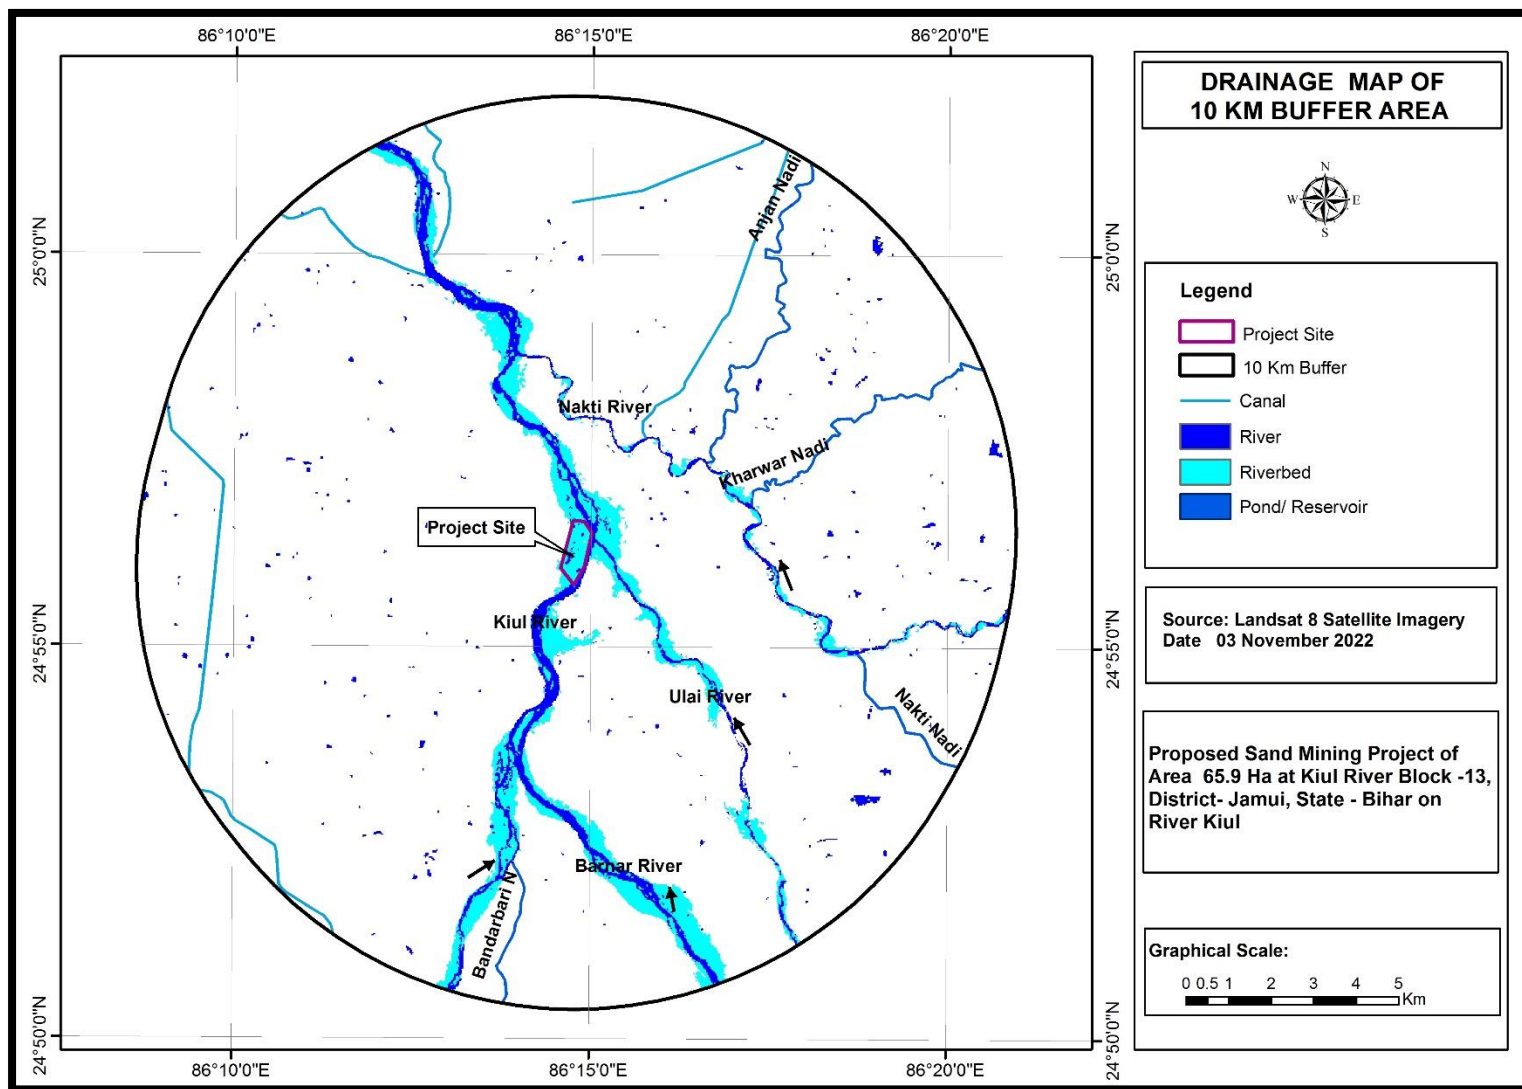 86°10'0"E
86°15'0"E
86°20'0"E
25°0'0"N
24°55'0"N
24°50'0"N
25°0'0"N
24°55'0"N
24°50'0"N
86°10'0"E
86°15'0"E
86°20'0"E
Anjan Nadi
Nakti River
Kharwar Nadi
Project Site
Kiul River
Ulai River
Nakti Nadi
Barnar River
Bandarbari N
DRAINAGE MAP OF
10 KM BUFFER AREA
N
W
E
S
Legend
Project Site
10 Km Buffer
Canal
River
Riverbed
Pond/ Reservoir
Source: Landsat 8 Satellite Imagery
Date 03 November 2022
Proposed Sand Mining Project of
Area 65.9 Ha at Kiul River Block -13,
District- Jamui, State - Bihar on
River Kiul
Graphical Scale:
0 0.5 1 2 3 4 5
Km